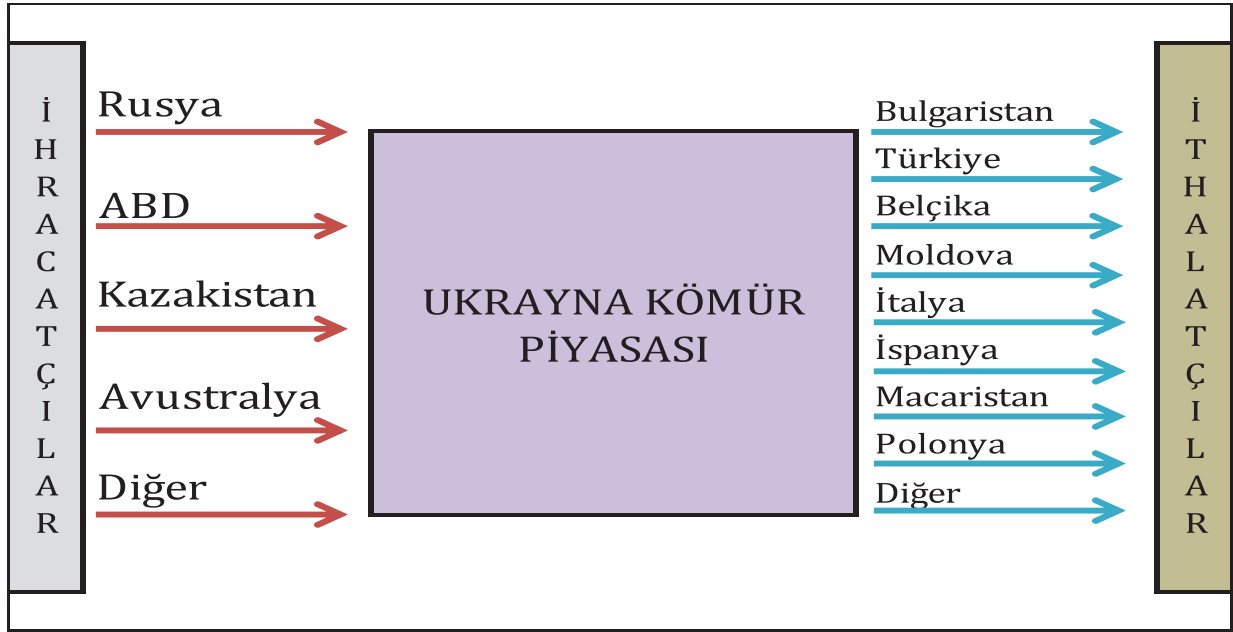 İHRACATÇILAR
Rusya
ABD
Kazakistan
Avustralya
Diğer
UKRAYNA KÖMÜR
PİYASASI
Bulgaristan
Türkiye
Belçika
Moldova
İtalya
İspanya
Macaristan
Polonya
Diğer
İTHALATÇILAR